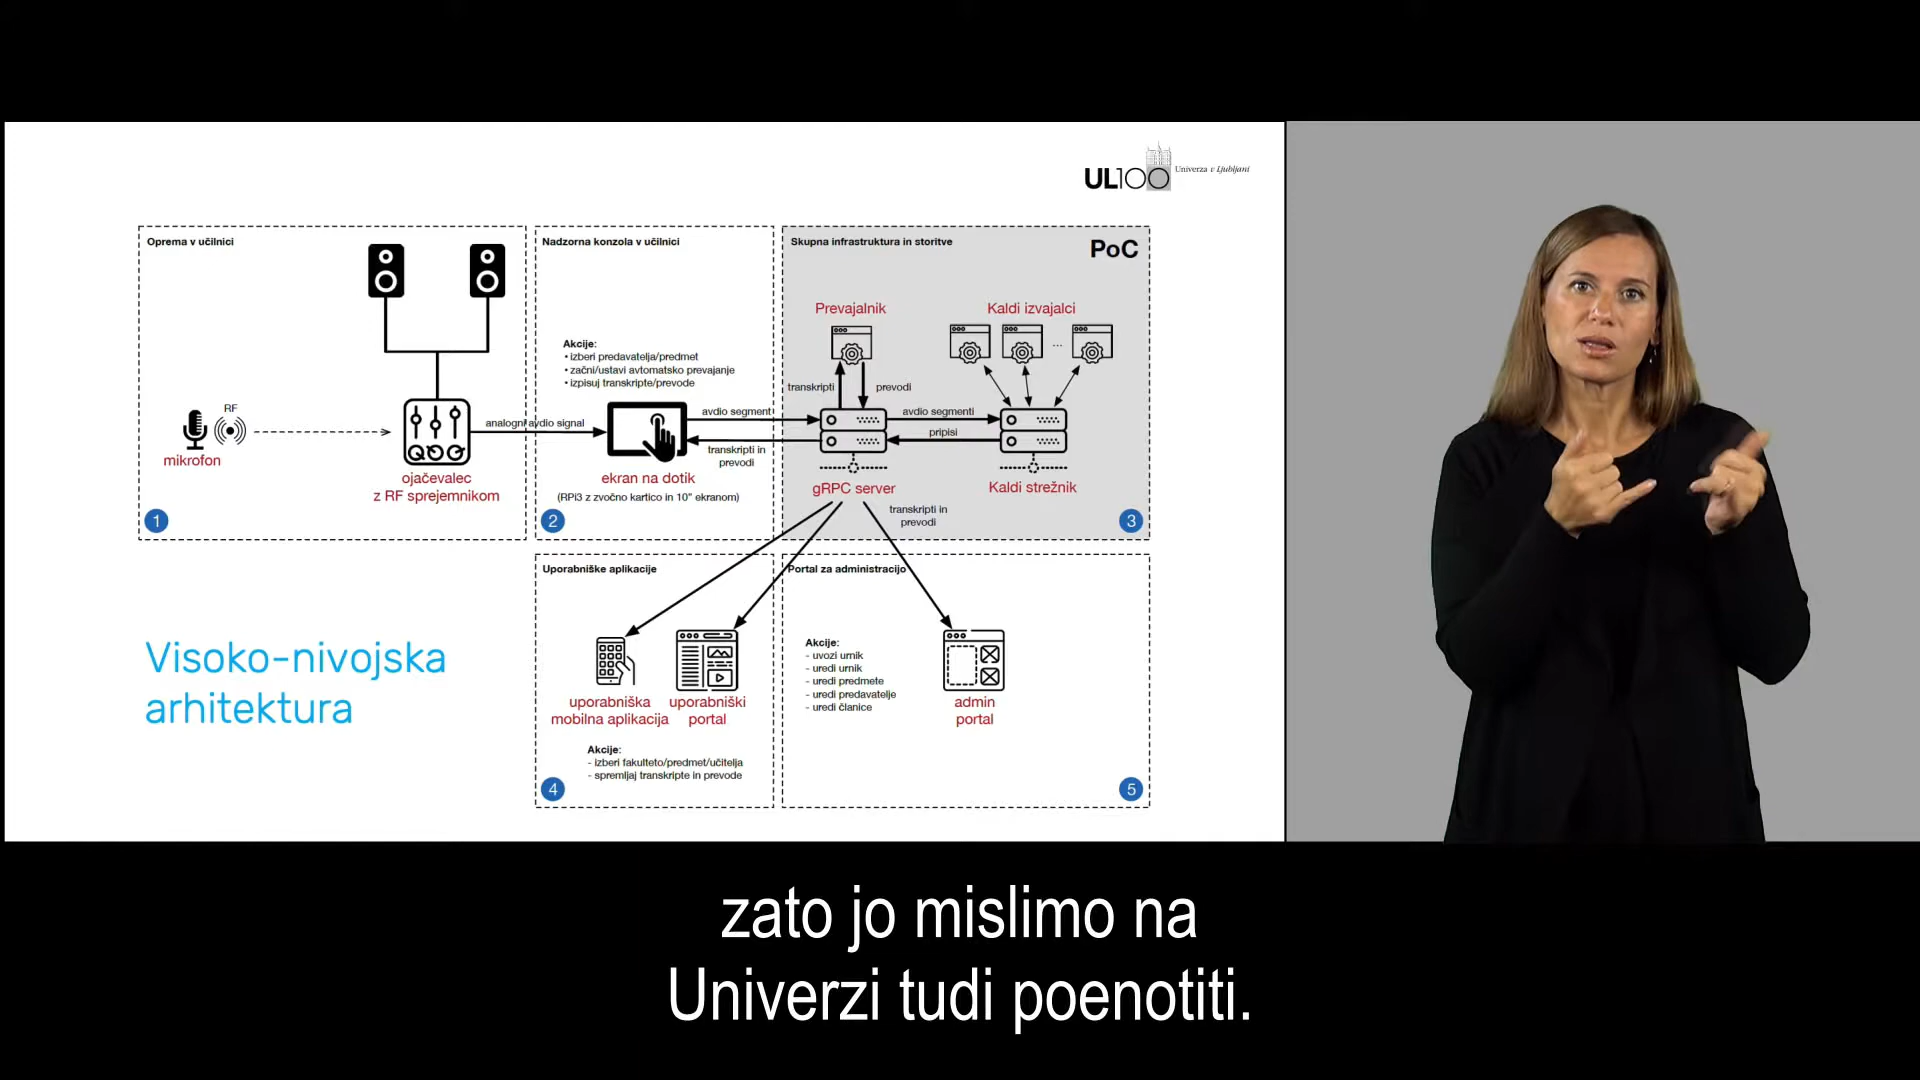 UL100
Univerza v Ljubljani
Oprema v učilnici
RF
mikrofon
ojačevalec
z RF sprejemnikom
analogni avdio signal
1
Nadzorna konzola v učilnici
Akcije:
• izberi predavatelja/predmet
• začni/ustavi avtomatsko prevajanje
• izpisuj transkripte/prevode
ekran na dotik
(RPi3 z zvočno kartico in 10" ekranom)
avdio segment
transkripti in
prevodi
2
Skupna infrastruktura in storitve
PoC
Prevajalnik
Kaldi izvajalci
...
transkripti
prevodi
avdio segmenti
pripisi
gRPC server
Kaldi strežnik
transkripti in
prevodi
3
Visoko-nivojska
arhitektura
Uporabniške aplikacije
uporabniška
mobilna aplikacija
uporabniški
portal
Akcije:
- izberi fakulteto/predmet/učitelja
- spremljaj transkripte in prevode
4
Portal za administracijo
Akcije:
- uvozi urnik
- uredi urnik
- uredi predmete
- uredi predavatelje
- uredi članice
admin
portal
5
zato jo mislimo na
Univerzi tudi poenotiti.